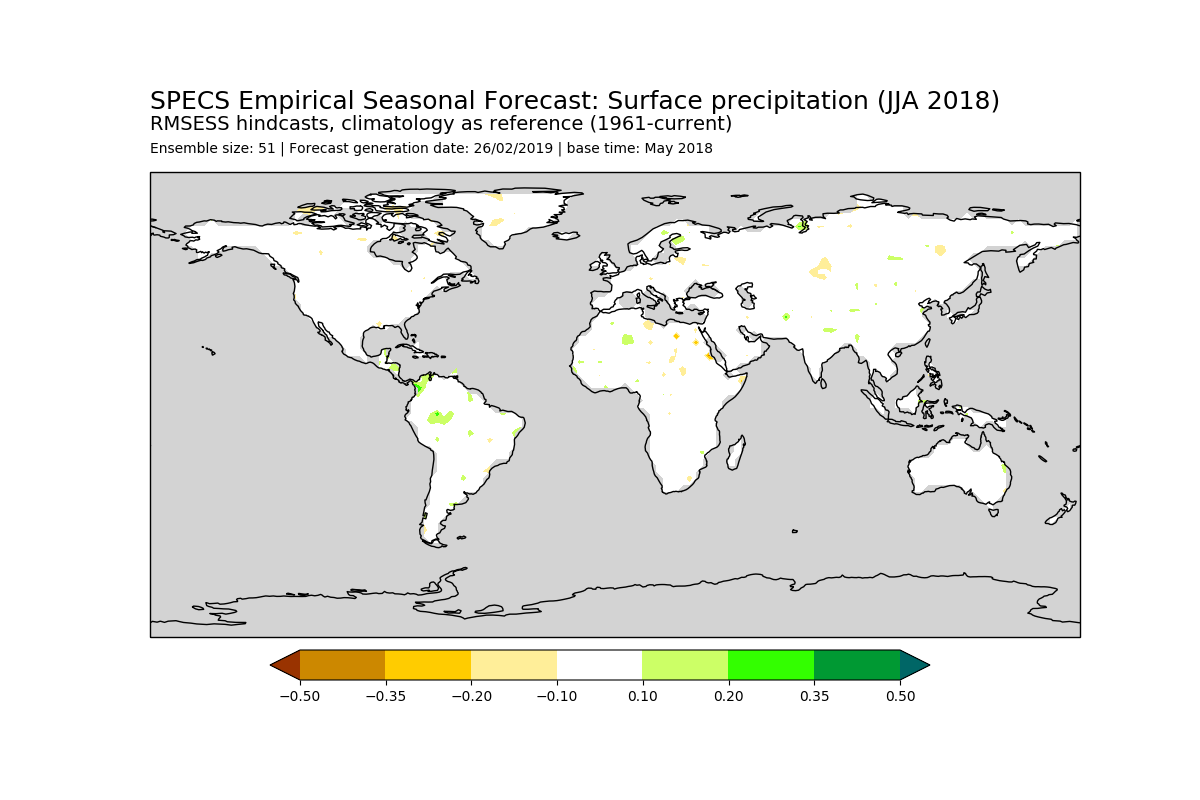 SPECS Empirical Seasonal Forecast: Surface precipitation (JJA 2018)
RMSESS hindcasts, climatology as reference (1961-current)
Ensemble size: 51 | Forecast generation date: 26/02/2019 | base time: May 2018
−0.50 −0.35 −0.20 −0.10 0.10 0.20 0.35 0.50